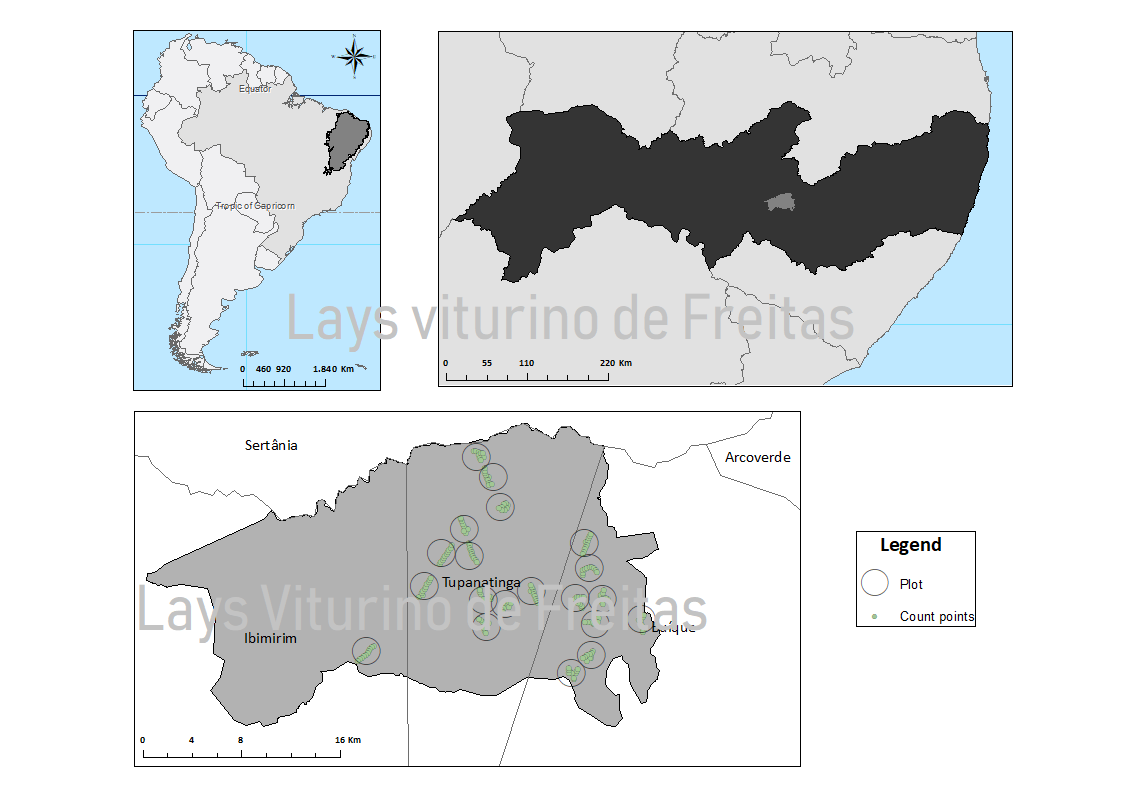 N
W
E
S
Equator
Tropic of Capricorn
0 460 920 1.840 Km
Lays viturino de Freitas
0 55 110 220 Km
Sertânia
Arcoverde
Tupanatinga
Lays Viturino de Freitas
Ibimirim
Buíque
0 4 8 16 Km
Legend
Plot
Count points